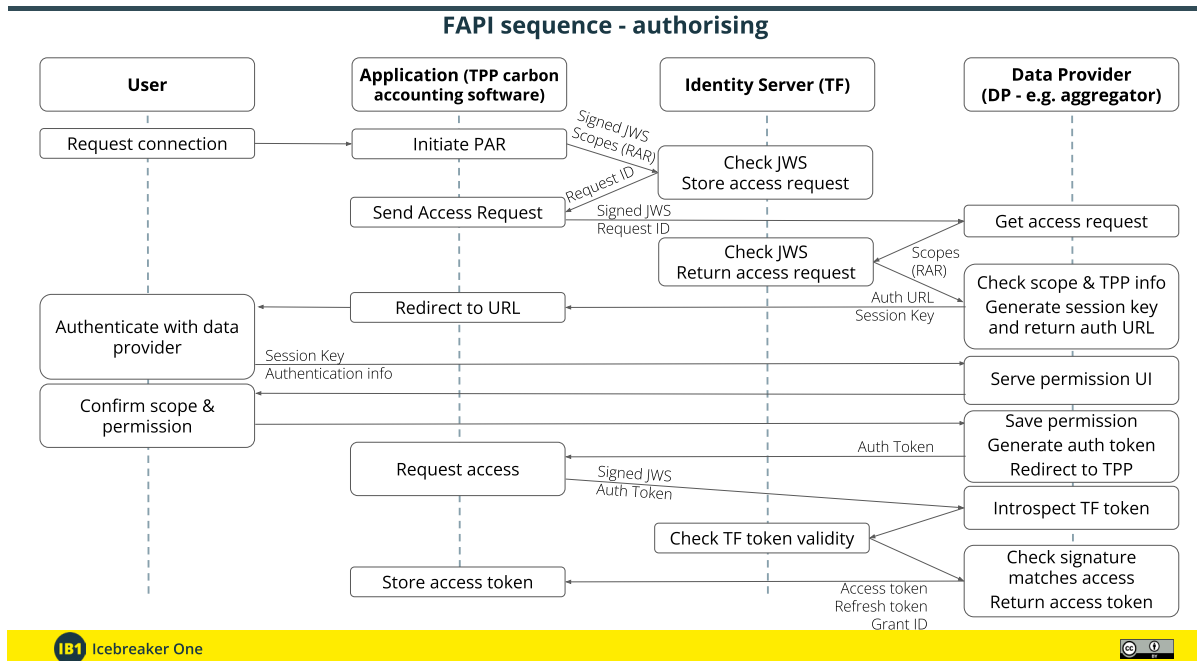 FAPI sequence - authorising
User
Application (TPP carbon
accounting software)
Identity Server (TF)
Data Provider
(DP - e.g. aggregator)
Request connection
Initiate PAR
Signed JWS
Scopes (RAR)
Check JWS
Store access request
Request ID
Send Access Request
Signed JWS
Request ID
Get access request
Check JWS
Return access request
Scopes
(RAR)
Check scope & TPP info
Generate session key
and return auth URL
Auth URL
Session Key
Redirect to URL
Authenticate with data
provider
Session Key
Authentication info
Serve permission UI
Confirm scope &
permission
Save permission
Generate auth token
Redirect to TPP
Auth Token
Request access
Signed JWS
Auth Token
Introspect TF token
Check TF token validity
Check signature
matches access
Return access token
Store access token
Access token
Refresh token
Grant ID
IB1 Icebreaker One
cc
BY